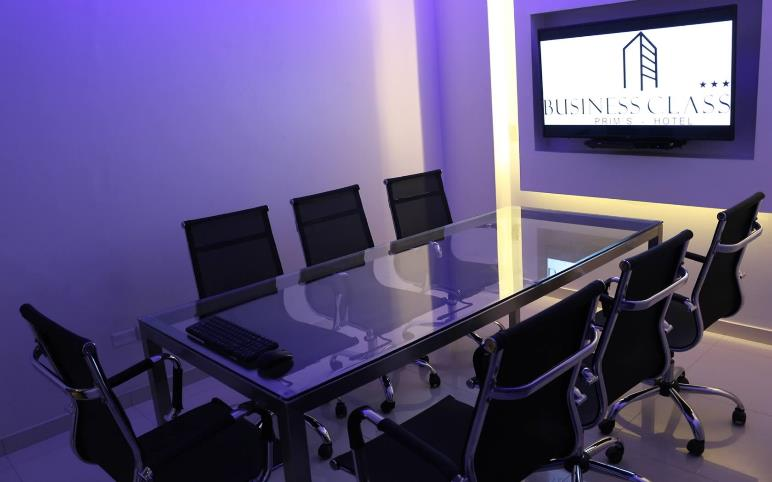 ★★★
BUSINESS CLASS
PRIM'S - HOTEL